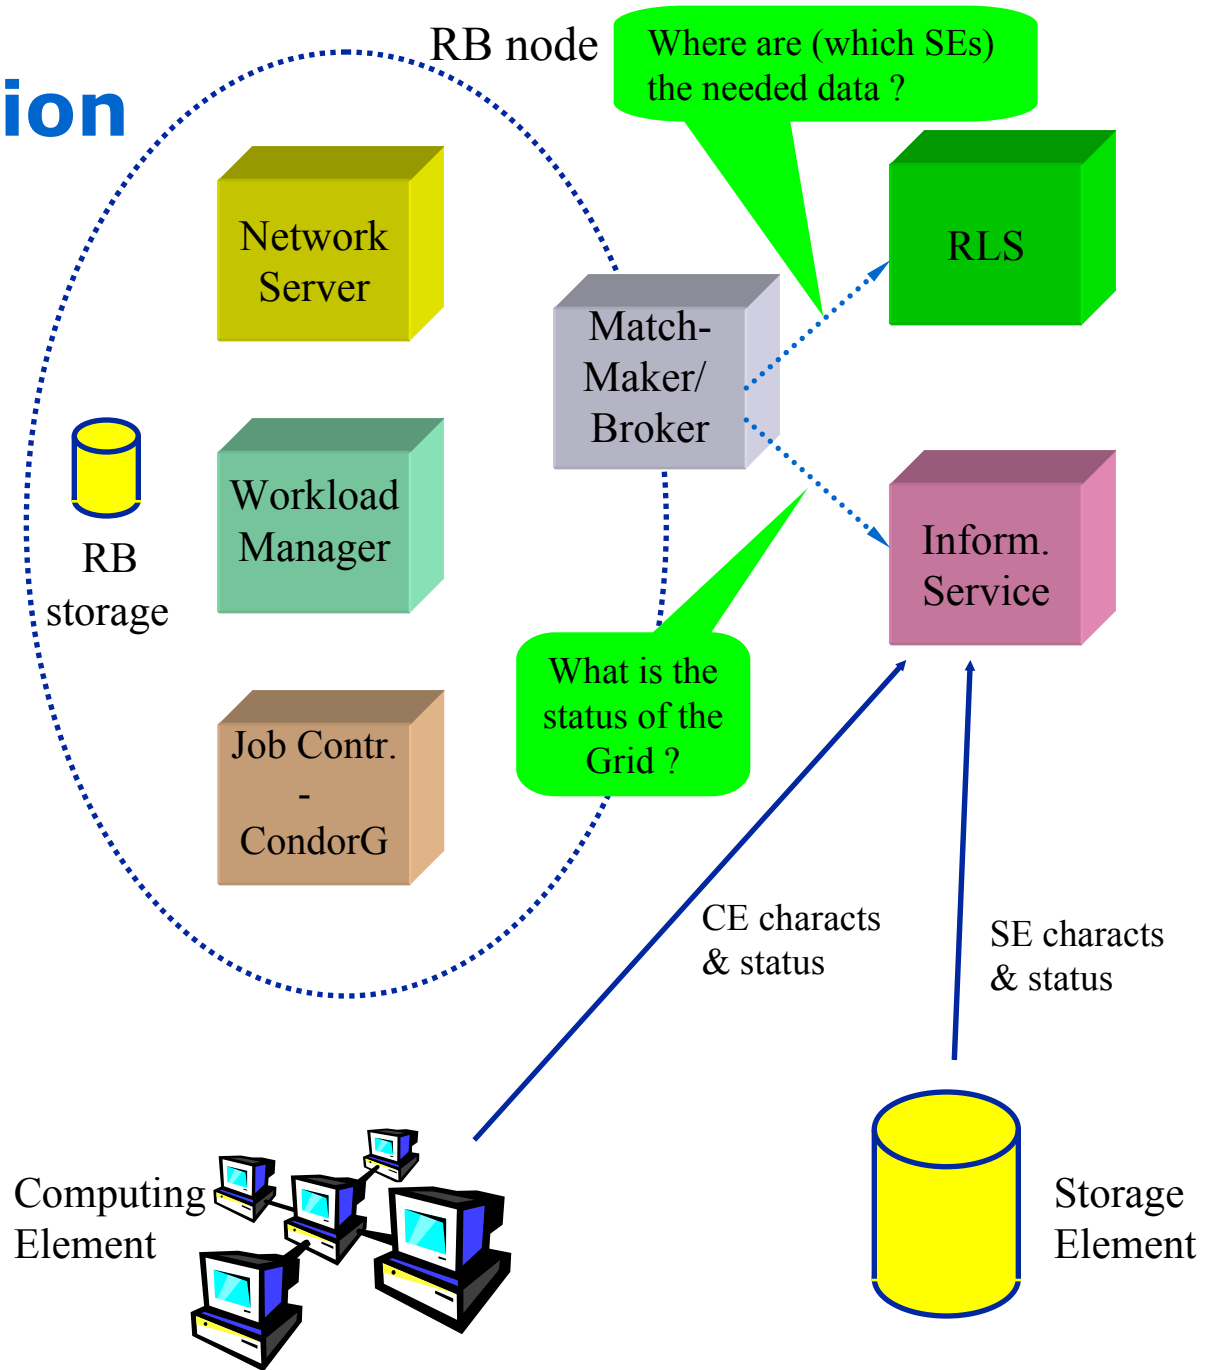 RB node
Where are (which SEs)
the needed data ?
ion
Network
Server
RLS
Match-
Maker/
Broker
Workload
Manager
RB
storage
Inform.
Service
What is the
status of the
Grid ?
Job Contr.
-
CondorG
CE characts
& status
SE characts
& status
Computing
Element
Storage
Element